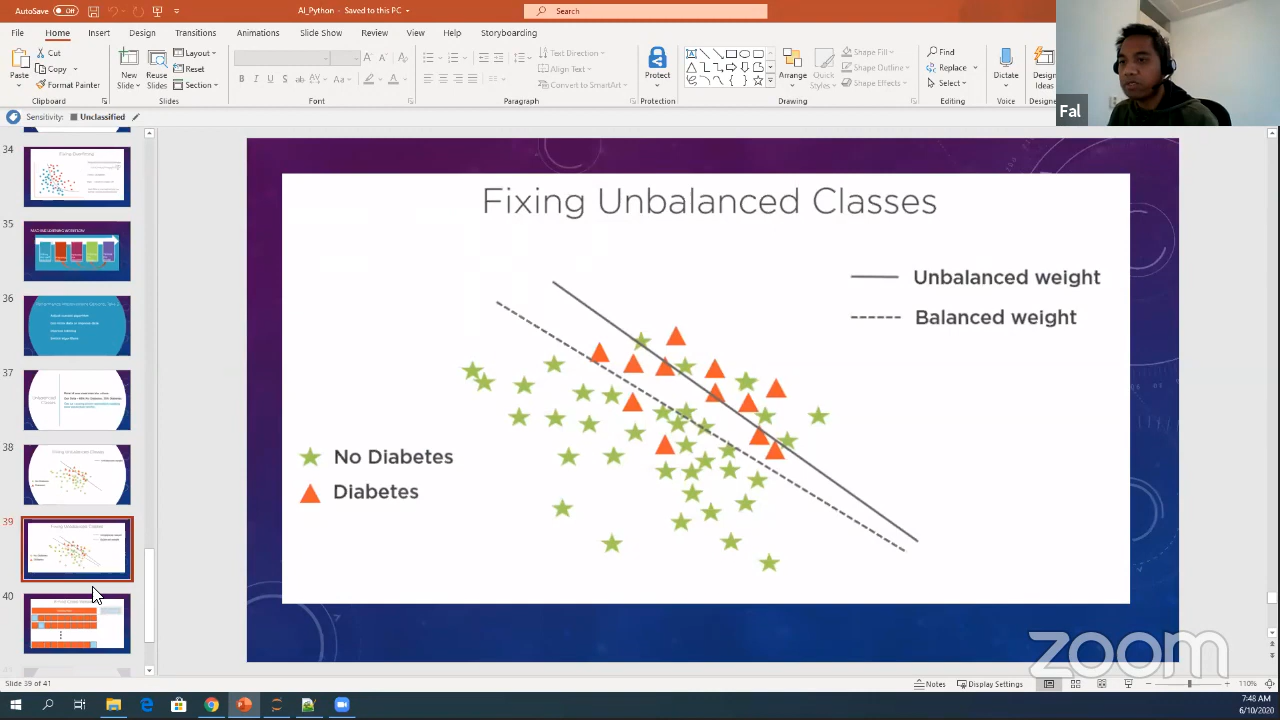 AutoSave Off
AI_Python - Saved to this PC
Search
File Home Insert Design Transitions Animations Slide Show Review View Help Storyboarding
Paste
Cut
Copy
Format Painter
Clipboard
New
Slide
Reuse
Slides
Layout
Reset
Section
Slides
Font
Text Direction
Align Text
Convert to SmartArt
Paragraph
Protect
Protection
Arrange
Quick
Styles
Shape Fill
Shape Outline
Shape Effects
Drawing
Find
Replace
Select
Editing
Dictate
Voice
Design
Ideas
Designe
Fal
Sensitivity: Unclassified
34
35
36
37
38
39
40
Fixing Unbalanced Classes
Unbalanced weight
Balanced weight
No Diabetes
Diabetes
zoom
Slide 39 of 41
Notes
Display Settings
110%
7:48 AM
6/10/2020